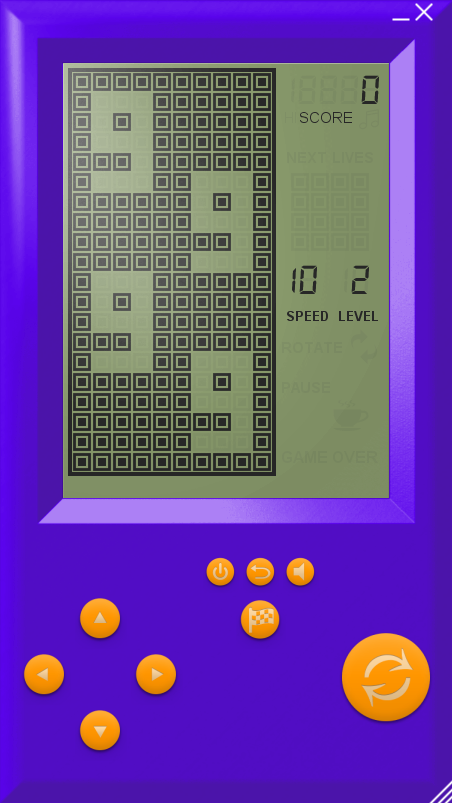 0
SCORE
NEXT LIVES
10 2
SPEED LEVEL
ROTATE
PAUSE
GAME OVER